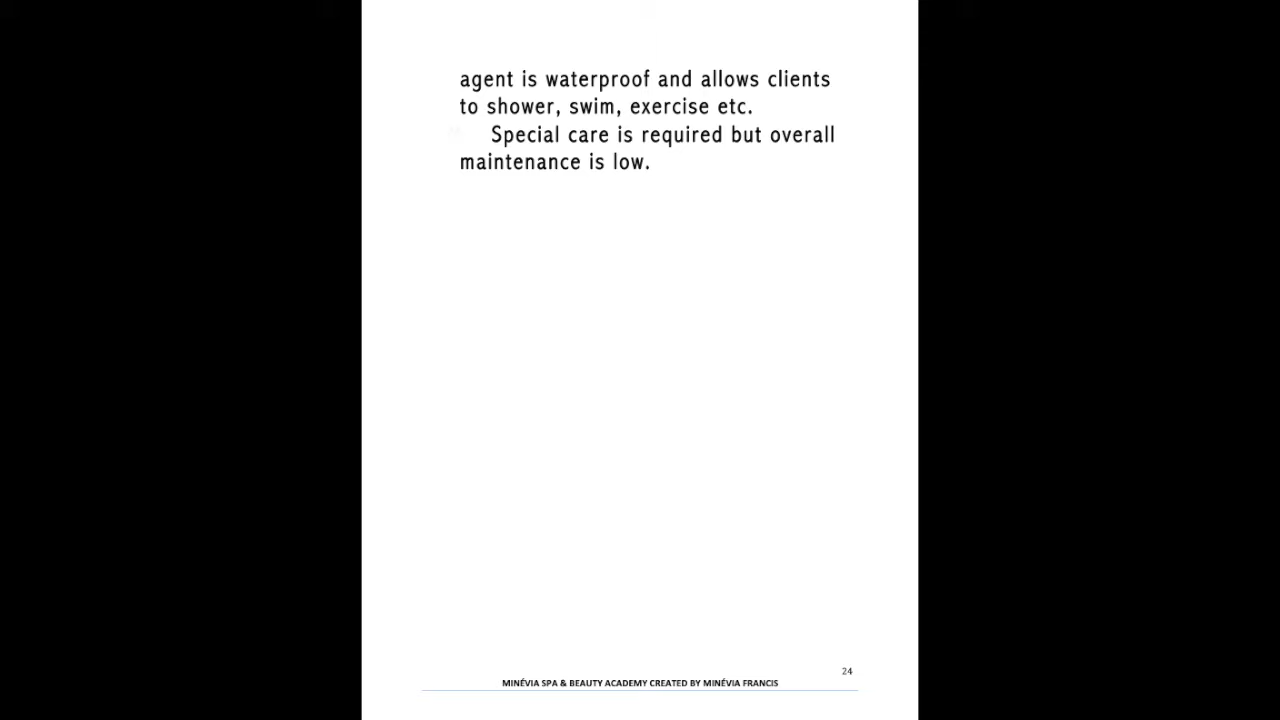 agent is waterproof and allows clients
to shower, swim, exercise etc.
Special care is required but overall
maintenance is low.
24
MINÉVIA SPA & BEAUTY ACADEMY CREATED BY MINÉVIA FRANCIS